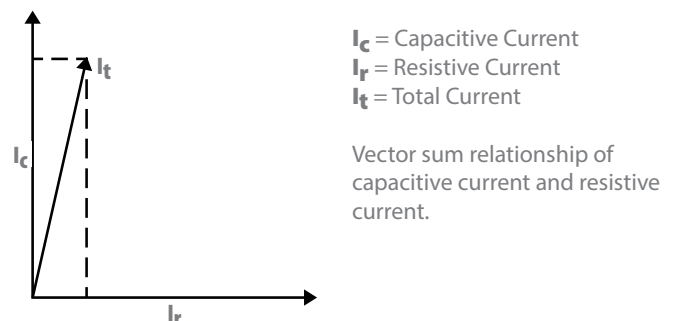 It
Ic
Ir
Ic = Capacitive Current
Ir = Resistive Current
It = Total Current
Vector sum relationship of
capacitive current and resistive
current.